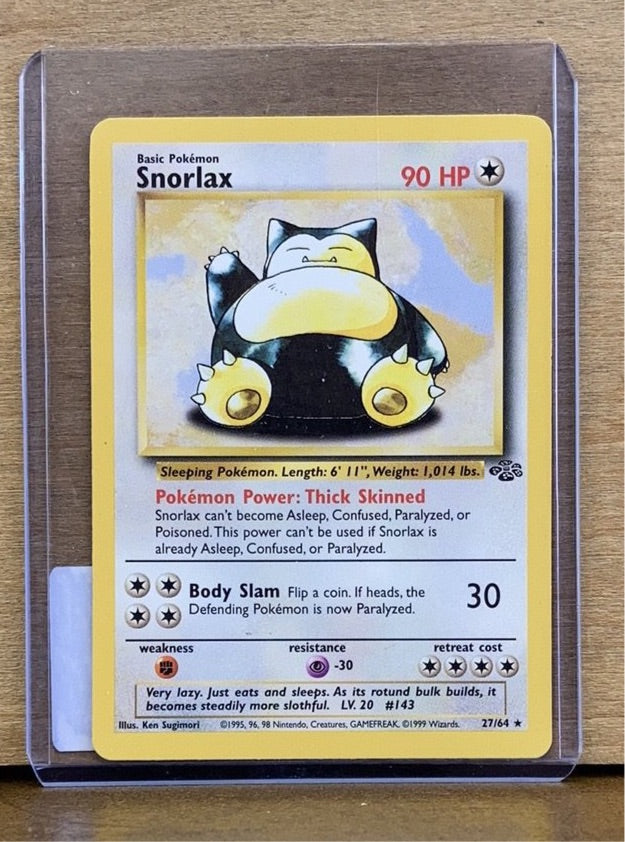 Basic Pokémon
Snorlax
90 HP
Sleeping Pokémon. Length: 6' 11", Weight: 1,014 lbs.
Pokémon Power: Thick Skinned
Snorlax can't become Asleep, Confused, Paralyzed, or
Poisoned. This power can't be used if Snorlax is
already Asleep, Confused, or Paralyzed.
Body Slam Flip a coin. If heads, the
Defending Pokémon is now Paralyzed.
30
weakness
resistance
retreat cost
-30
Very lazy. Just eats and sleeps. As its rotund bulk builds, it
becomes steadily more slothful. LV. 20 #143
Illus. Ken Sugimori ©1995, 96, 98 Nintendo, Creatures, GAMEFREAK. ©1999 Wizards. 27/64 ★